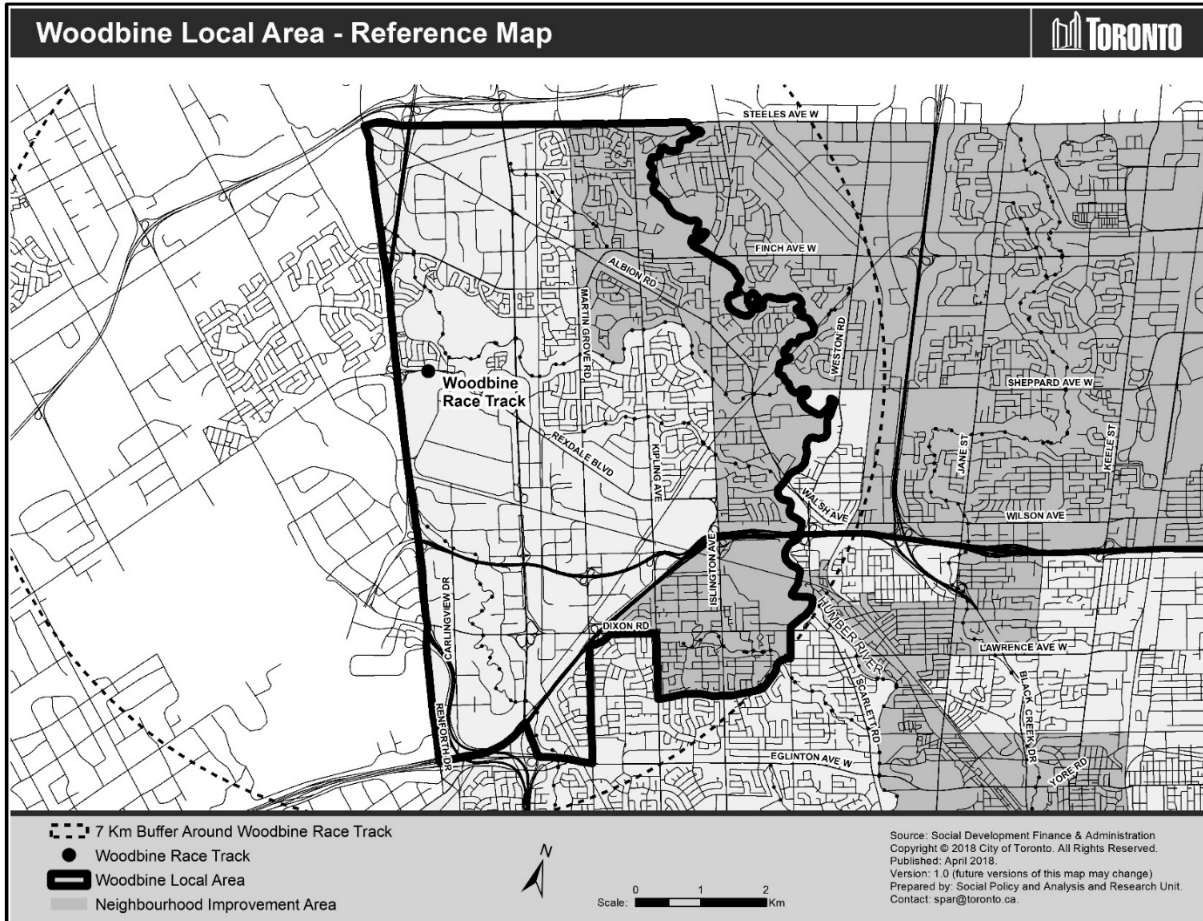 Woodbine Local Area - Reference Map
TORONTO
STEELES AVE W
FINCH AVE W
ALBION RD
MARTIN GROVE RD
WESTON RD
Woodbine
Race Track
SHEPPARD AVE W
REXDALE BLVD
KIPLING AVE
JANE ST
KEELE ST
WALSH AVE
WILSON AVE
ISLINGTON AVE
CARLINGVIEW DR
DIXON RD
HUMBER RIVER
LAWRENCE AVE W
SCARLETT RD
BLACK CREEK DR
RENFORTH DR
EGLINTON AVE W
YORE RD
7 Km Buffer Around Woodbine Race Track
Woodbine Race Track
Woodbine Local Area
Neighbourhood Improvement Area
N
Scale:
0 1 2
Km
Source: Social Development Finance & Administration
Copyright © 2018 City of Toronto. All Rights Reserved.
Published: April 2018.
Version: 1.0 (future versions of this map may change)
Prepared by: Social Policy and Analysis and Research Unit.
Contact: spar@toronto.ca.